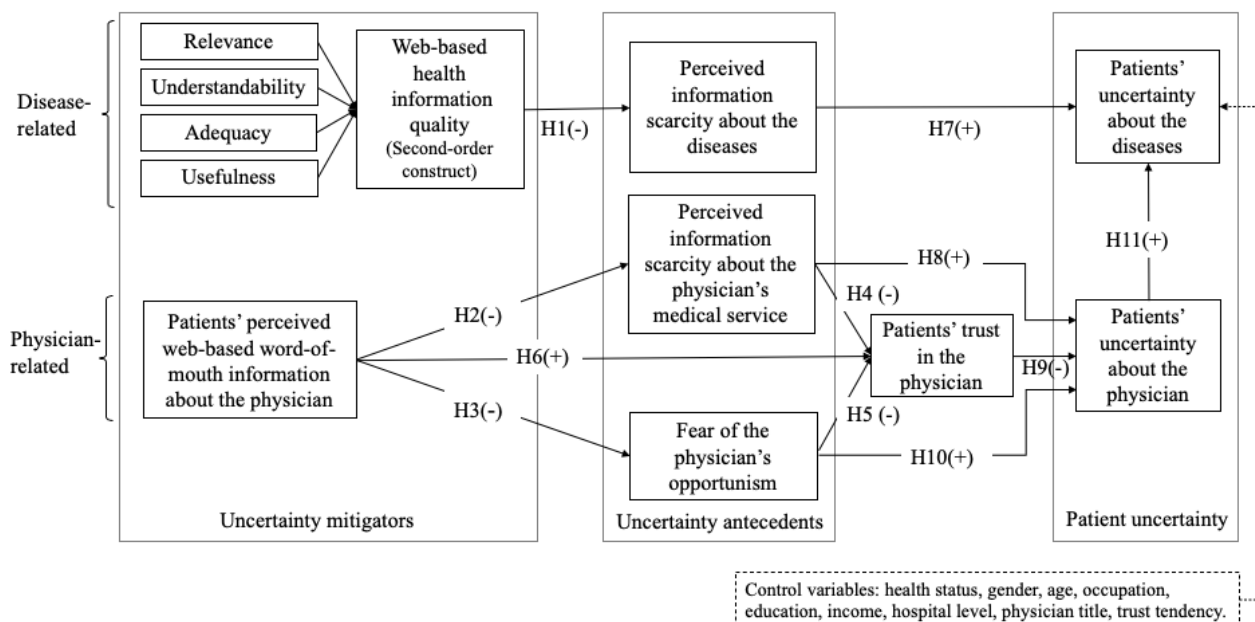 Disease-
related
Relevance
Understandability
Adequacy
Usefulness
Web-based
health
information
quality
(Second-order
construct)
H1(-)
Perceived
information
scarcity about the
diseases
H7(+)
Patients’
uncertainty
about the
diseases
H11(+)
Physician-
related
Patients’ perceived
web-based word-of-
mouth information
about the physician
H2(-)
H6(+)
H3(-)
Perceived
information
scarcity about the
physician’s
medical service
H8(+)
H4 (-)
Patients’ trust
in the
physician
H9(-)
H5 (-)
Fear of the
physician’s
opportunism
H10(+)
Patients’
uncertainty
about the
physician
Uncertainty mitigators
Uncertainty antecedents
Patient uncertainty
Control variables: health status, gender, age, occupation,
education, income, hospital level, physician title, trust tendency.